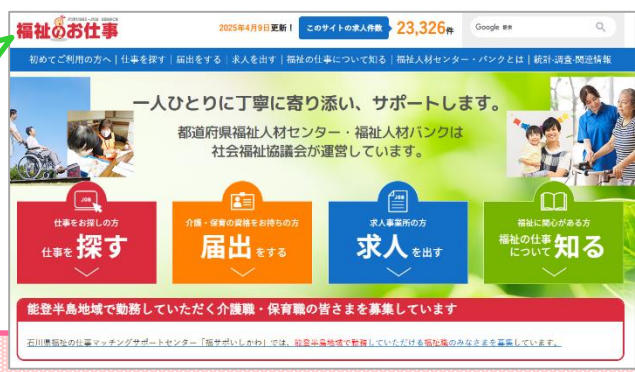 福祉のお仕事
FUKUSHI-JOB SEARCH
2025年4月9日更新!
このサイトの求人件数 23,326件
Google 検索
初めてご利用の方へ|仕事を探す|届出をする|求人を出す|福祉の仕事について知る|福祉人材センター・バンクとは|統計・調査・関連情報
一人ひとりに丁寧に寄り添い、サポートします。
都道府県福祉人材センター・福祉人材バンクは
社会福祉協議会が運営しています。
JOB
仕事をお探しの方
仕事を探す
介護・保育の資格をお持ちの方
届出をする
JOB
求人事業所の方
求人を出す
福祉に関心がある方
福祉の仕事について知る
能登半島地域で勤務していただく介護職・保育職の皆さまを募集しています
石川県福祉の仕事マッチングサポートセンター「福サポいしかわ」では、能登半島地域で勤務していただける福祉職のみなさまを募集しています。